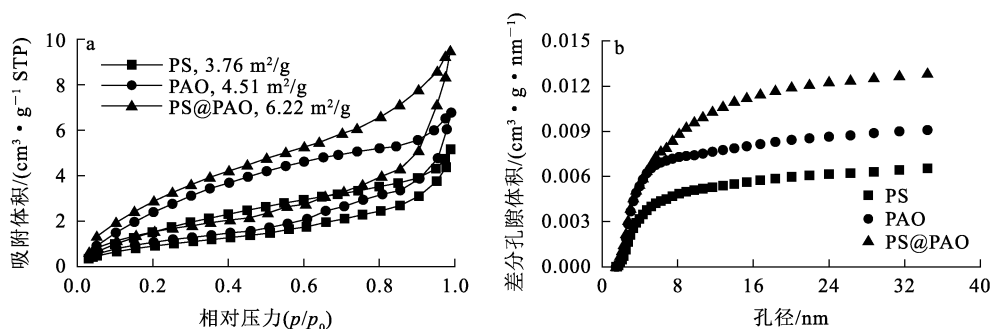 a
10
8
6
4
2
0
吸附体积/(cm³·g⁻¹ STP)
PS, 3.76 m²/g
PAO, 4.51 m²/g
PS@PAO, 6.22 m²/g
0.0 0.2 0.4 0.6 0.8 1.0
相对压力(p/p₀)
b
0.015
0.012
0.009
0.006
0.003
0.000
差分孔隙体积/(cm³·g·nm⁻¹)
PS
PAO
PS@PAO
0 8 16 24 32 40
孔径/nm